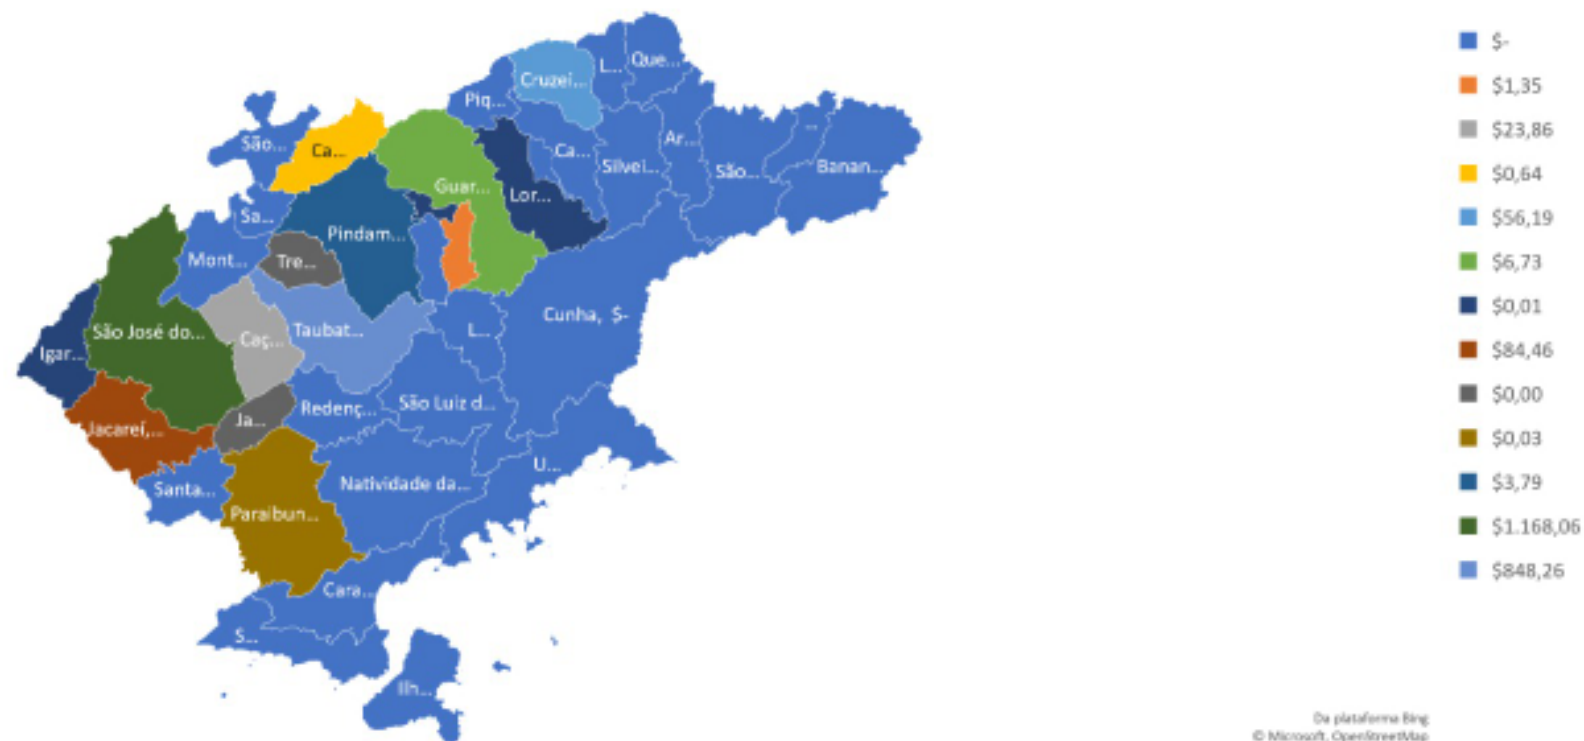 Cruzei...
L...
Que...
Piq...
São...
Ca...
Ca...
Ar...
...
Silvei...
São...
Banan...
Guar...
Lor...
Sa...
Pindam...
Mont...
Tre...
Cunha, $-
São José do...
Caç...
Taubat...
L...
Igar...
Redenç...
São Luiz d...
Jacareí,...
Ja...
U...
Santa...
Natividade da...
Paraibun...
Cara...
S...
Ilh...
$-
$1,35
$23,86
$0,64
$56,19
$6,73
$0,01
$84,46
$0,00
$0,03
$3,79
$1.168,06
$848,26
Da plataforma Bing
© Microsoft, OpenStreetMap